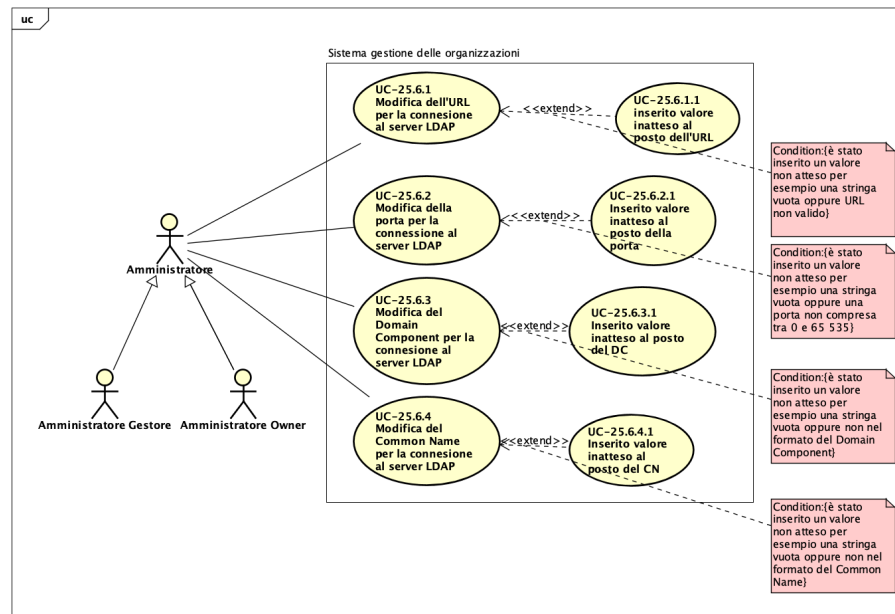 uc
Sistema gestione delle organizzazioni
UC-25.6.1
Modifica dell'URL
per la connesione
al server LDAP
<<extend>>
UC-25.6.1.1
inserito valore
inatteso al
posto dell'URL
Condition:{è stato
inserito un valore
non atteso per
esempio una stringa
vuota oppure URL
non valido}
UC-25.6.2
Modifica della
porta per la
connessione al
server LDAP
<<extend>>
UC-25.6.2.1
Inserito valore
inatteso al
posto della
porta
Condition:{è stato
inserito un valore
non atteso per
esempio una stringa
vuota oppure una
porta non compresa
tra 0 e 65 535}
Amministratore
UC-25.6.3
Modifica del
Domain
Component per la
connesione al
server LDAP
<<extend>>
UC-25.6.3.1
Inserito valore
inatteso al posto
del DC
Condition:{è stato
inserito un valore
non atteso per
esempio una stringa
vuota oppure non nel
formato del Domain
Component}
Amministratore Gestore
Amministratore Owner
UC-25.6.4
Modifica del
Common Name
per la connesione
al server LDAP
<<extend>>
UC-25.6.4.1
Inserito valore
inatteso al
posto del CN
Condition:{è stato
inserito un valore
non atteso per
esempio una stringa
vuota oppure non nel
formato del Common
Name}